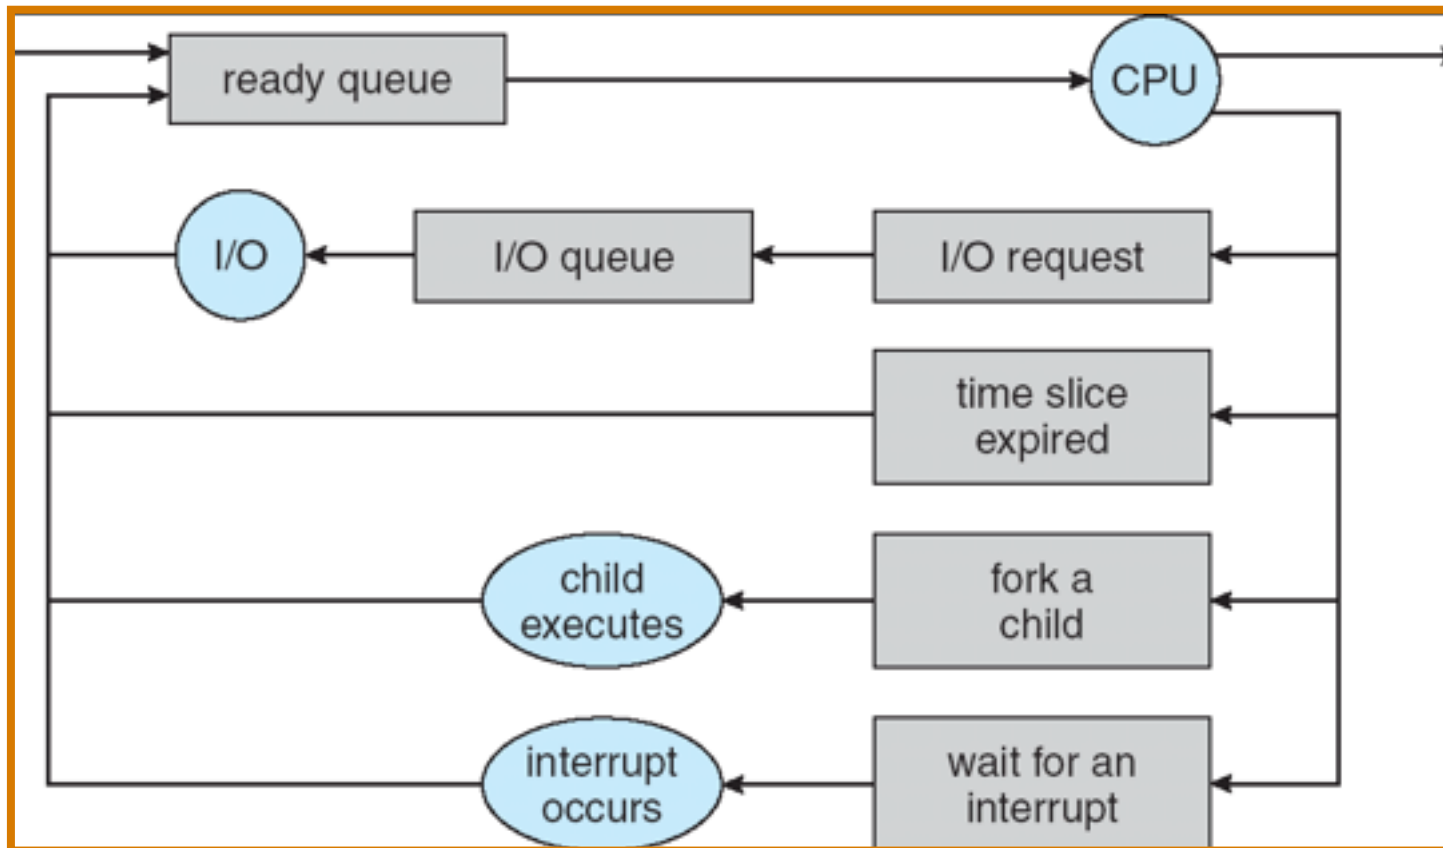 ready queue
CPU
I/O
I/O queue
I/O request
time slice
expired
child
executes
fork a
child
interrupt
occurs
wait for an
interrupt